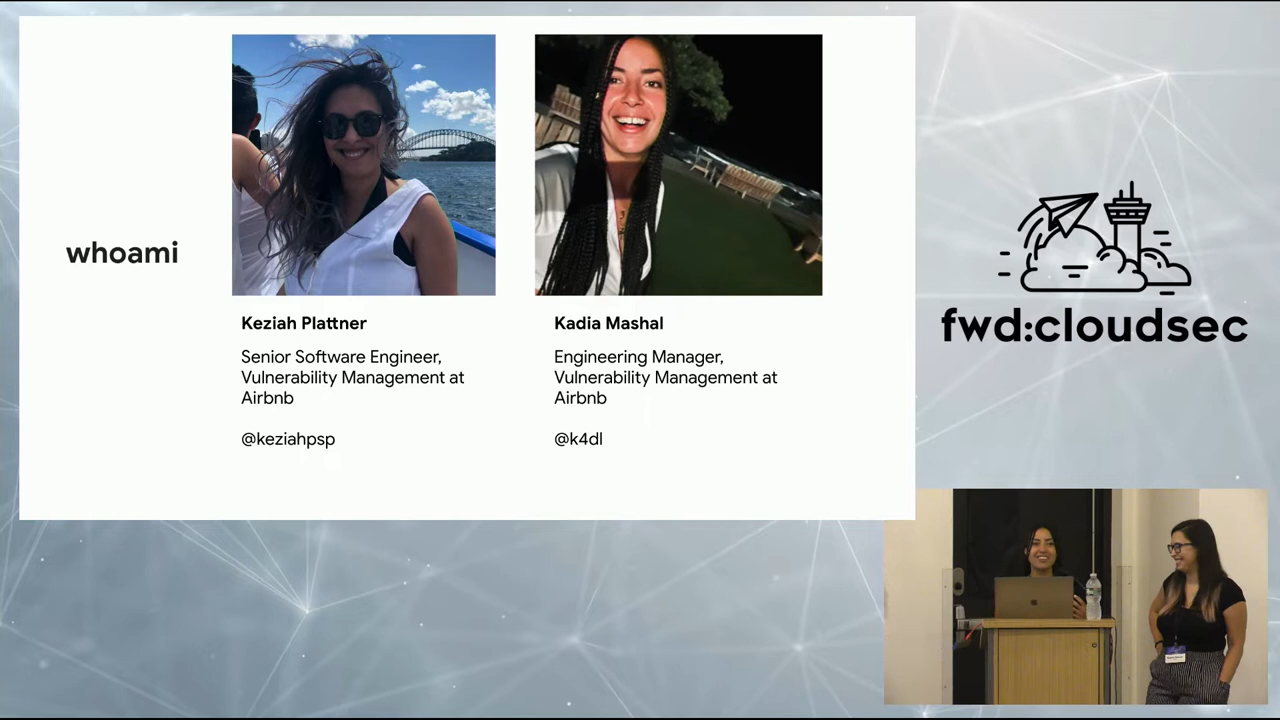 whoami
Keziah Plattner
Senior Software Engineer,
Vulnerability Management at
Airbnb
@keziahpsp
Kadia Mashal
Engineering Manager,
Vulnerability Management at
Airbnb
@k4dl
fwd:cloudsec